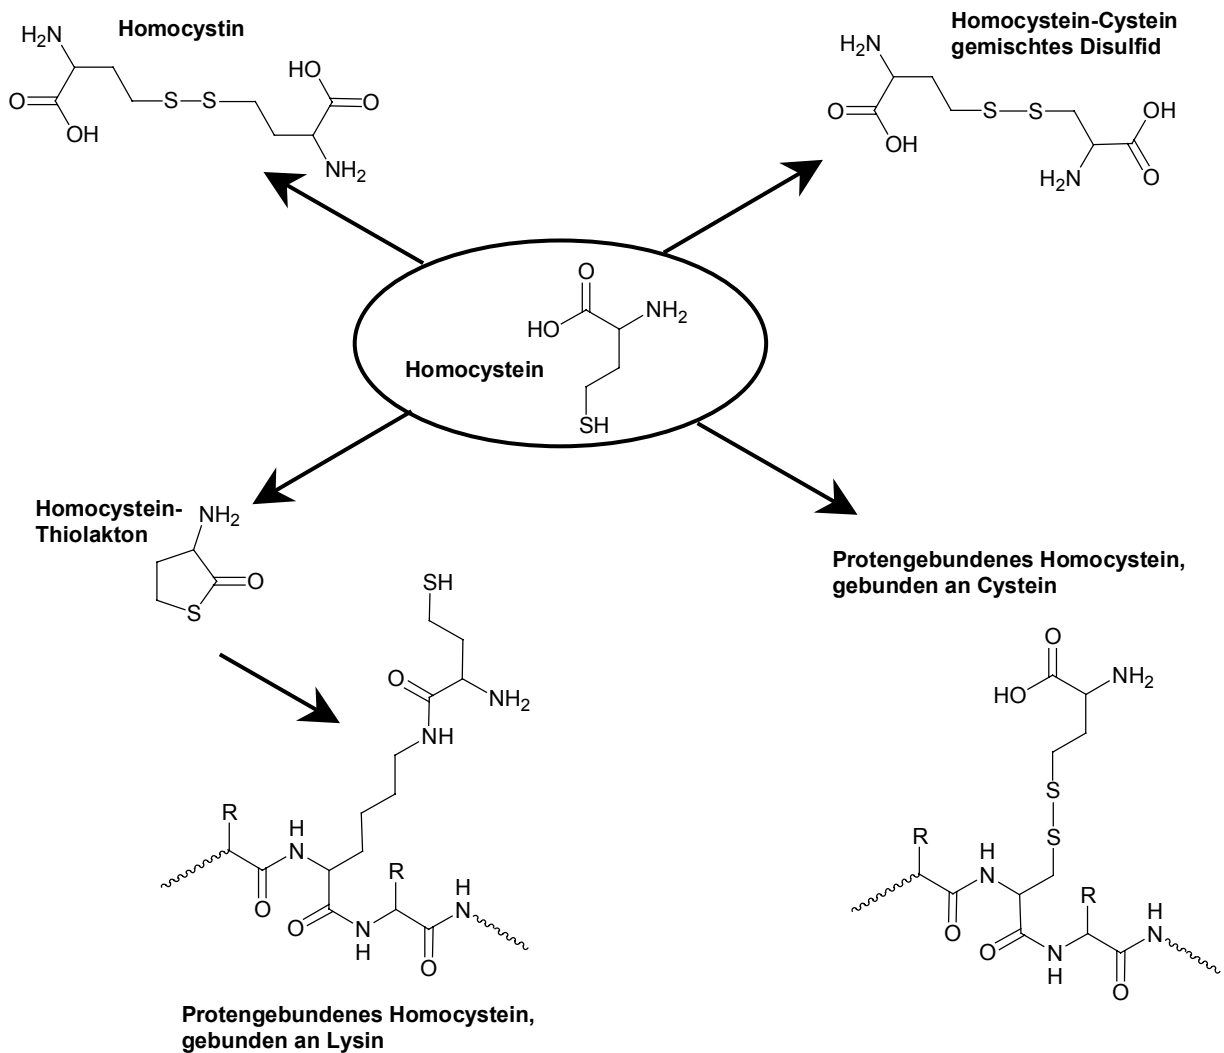 Homocystin
H₂N
O
OH
S
S
HO
O
NH₂
Homocystein-Cystein
gemischtes Disulfid
H₂N
O
OH
S
S
OH
O
H₂N
Homocystein
O
HO
NH₂
SH
Homocystein-
Thiolakton
NH₂
O
S
SH
O
NH₂
NH
R
H
N
O
O
N
H
R
O
H
N
Protengebundenes Homocystein,
gebunden an Lysin
Protengebundenes Homocystein,
gebunden an Cystein
O
HO
NH₂
S
S
R
H
N
O
O
N
H
R
O
H
N